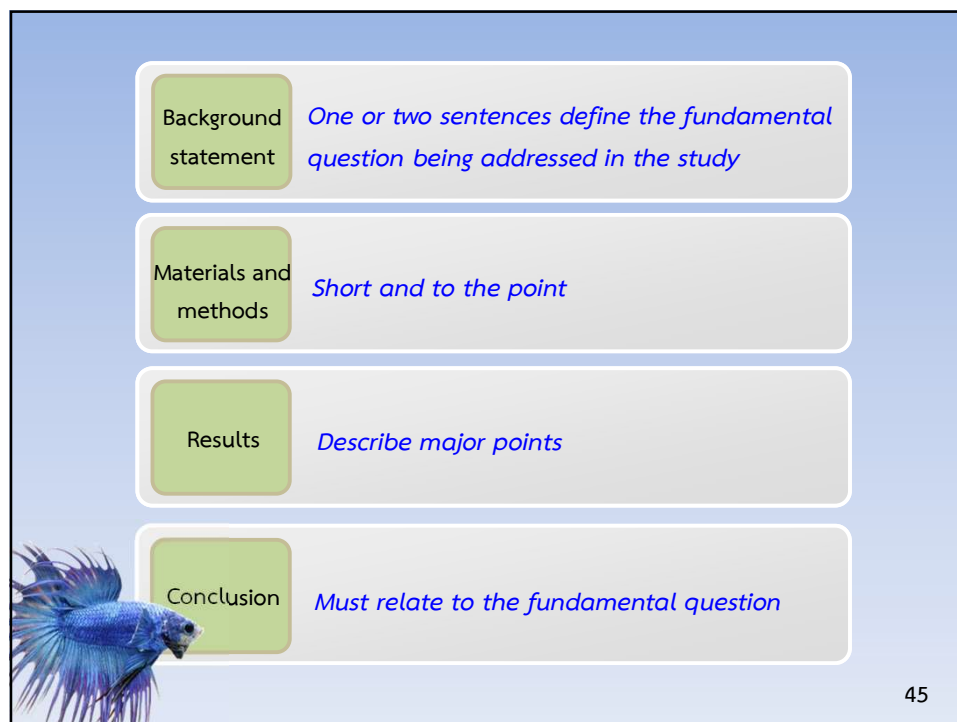 Background
statement
One or two sentences define the fundamental
question being addressed in the study
Materials and
methods
Short and to the point
Results
Describe major points
Conclusion
Must relate to the fundamental question
45